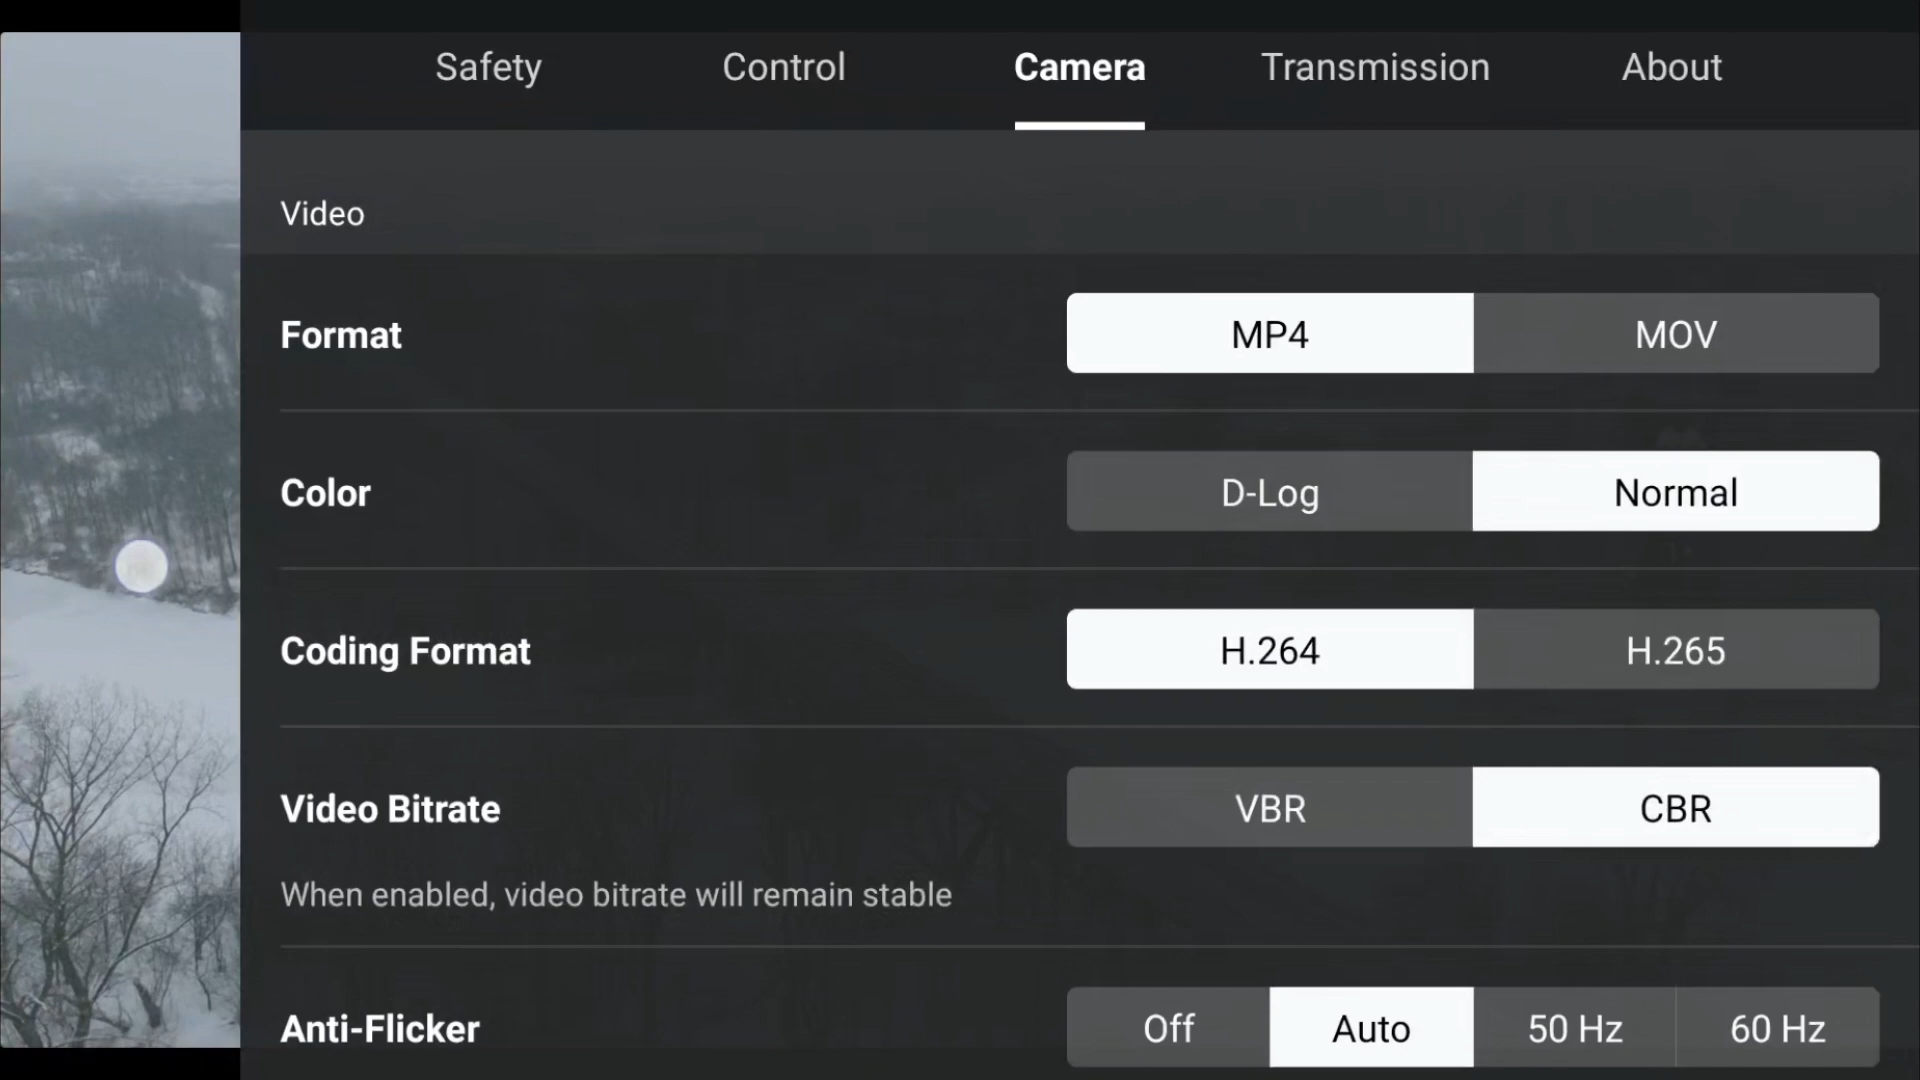 Safety Control Camera Transmission About
Video
Format MP4 MOV
Color D-Log Normal
Coding Format H.264 H.265
Video Bitrate VBR CBR
When enabled, video bitrate will remain stable
Anti-Flicker Off Auto 50 Hz 60 Hz